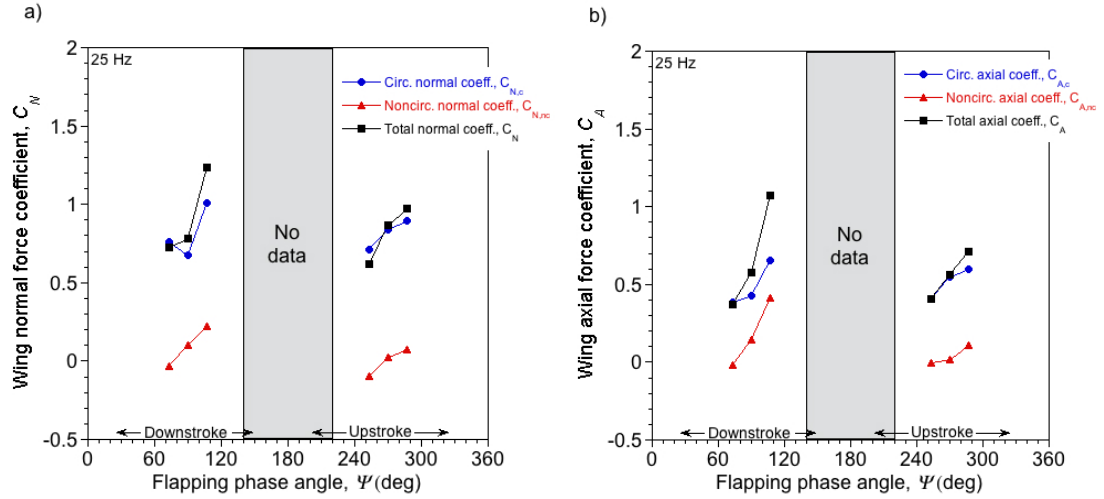 a)
2
1.5
1
0.5
0
-0.5
Wing normal force coefficient, C_N
25 Hz
Circ. normal coeff., C_N,c
Noncirc. normal coeff., C_N,nc
Total normal coeff., C_N
No
data
Downstroke
Upstroke
0 60 120 180 240 300 360
Flapping phase angle, Ψ(deg)
b)
2
1.5
1
0.5
0
-0.5
Wing axial force coefficient, C_A
25 Hz
Circ. axial coeff., C_A,c
Noncirc. axial coeff., C_A,nc
Total axial coeff., C_A
No
data
Downstroke
Upstroke
0 60 120 180 240 300 360
Flapping phase angle, Ψ(deg)